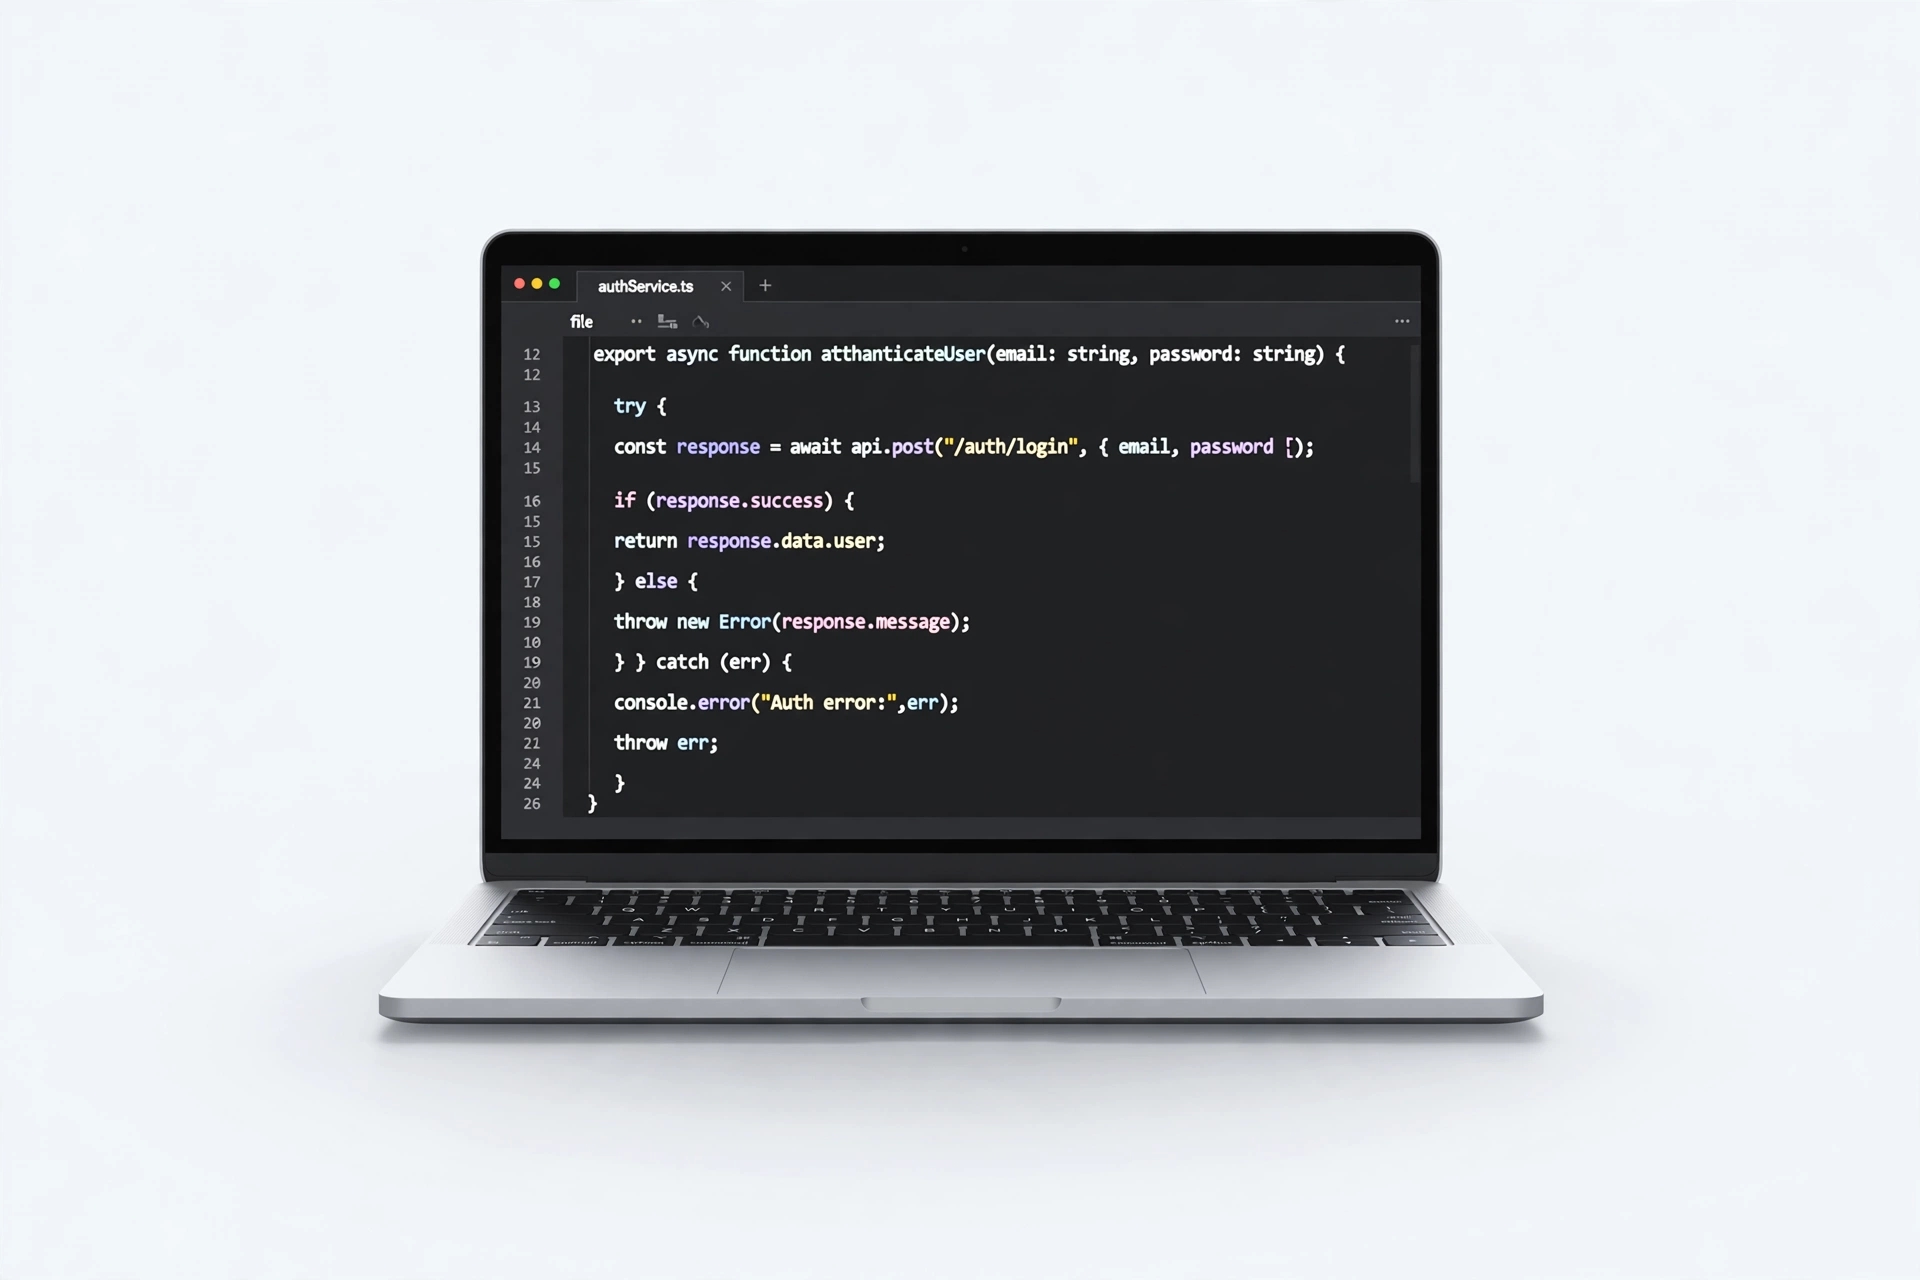 authService.ts
file
12 export async function atthanticateUser(email: string, password: string) {
12
13 try {
14
14 const response = await api.post("/auth/login", { email, password [);
15
16 if (response.success) {
15
15 return response.data.user;
16
17 } else {
18
19 throw new Error(response.message);
10
19 } } catch (err) {
20
21 console.error("Auth error:",err);
20
21 throw err;
24
24 }
26 }
Q W E R T Y U I O P
A S D F G H J K L
Z X C V B N M